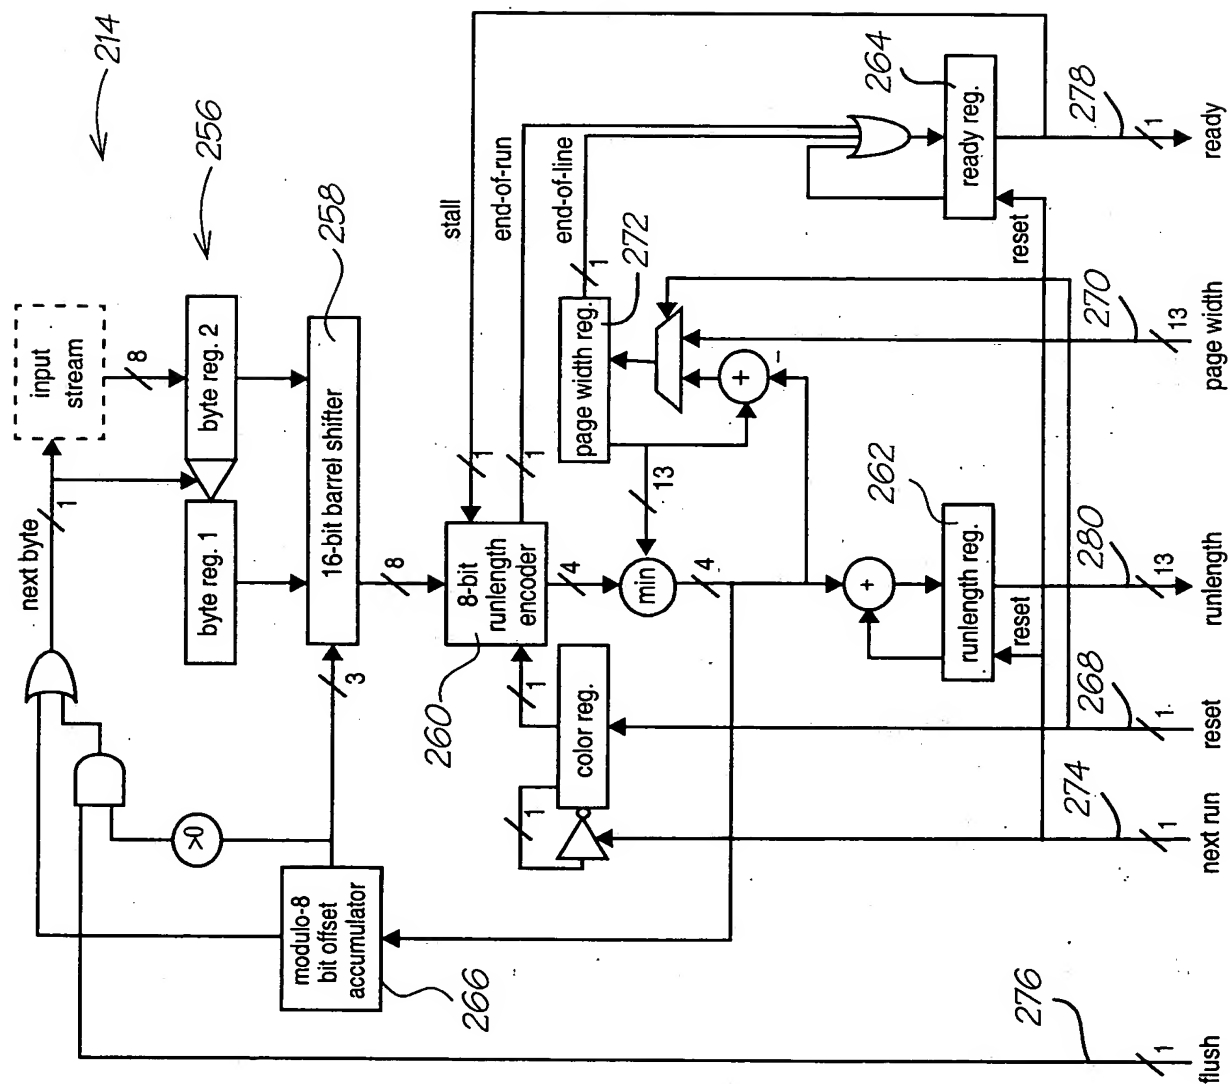 214
256
input
stream
next byte
1
8
byte reg. 1
byte reg. 2
258
16-bit barrel shifter
3
8
>0
modulo-8
bit offset
accumulator
266
stall
1
end-of-run
1
end-of-line
1
8-bit
runlength
encoder
260
1
color reg.
1
4
min
4
13
page width reg.
272
+
-
+
262
runlength reg.
reset
264
ready reg.
reset
276
1
flush
274
1
next run
268
1
reset
280
13
runlength
270
13
page width
278
1
ready